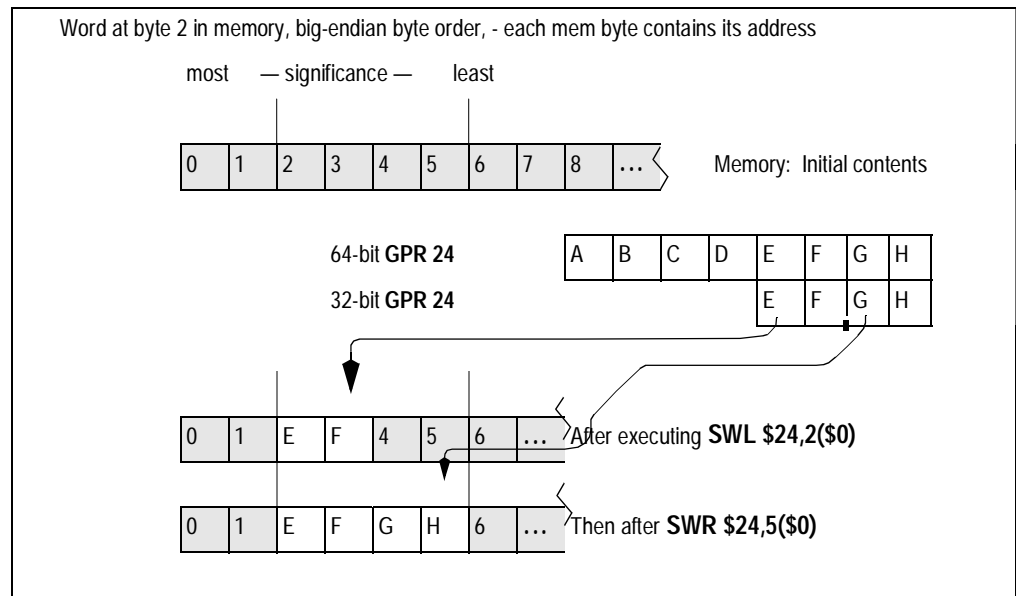 Word at byte 2 in memory, big-endian byte order, - each mem byte contains its address
most — significance — least
0 1 2 3 4 5 6 7 8 ... Memory: Initial contents
64-bit GPR 24 A B C D E F G H
32-bit GPR 24 E F G H
0 1 E F 4 5 6 ... After executing SWL $24,2($0)
0 1 E F G H 6 ... Then after SWR $24,5($0)